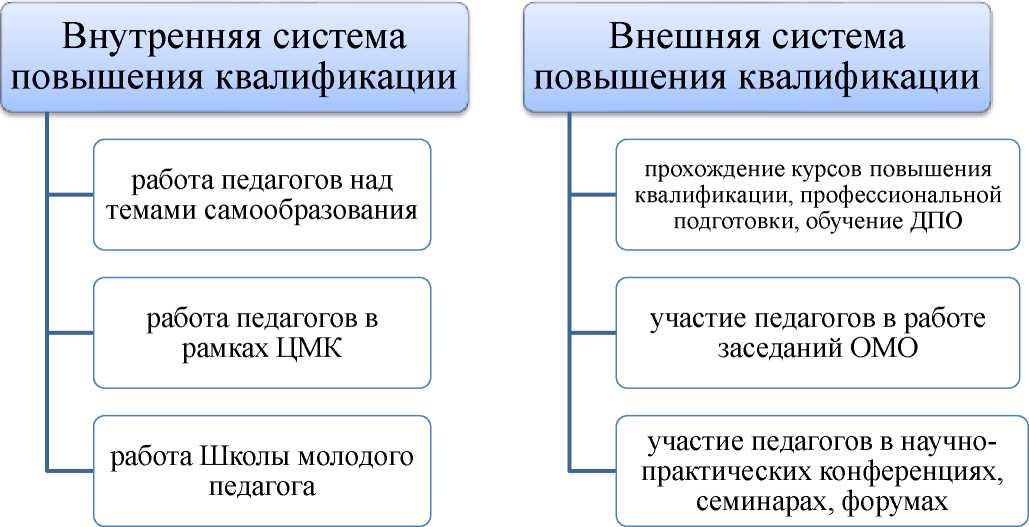 Внутренняя система
повышения квалификации
работа педагогов над
темами самообразования
работа педагогов в
рамках ЦМК
работа Школы молодого
педагога
Внешняя система
повышения квалификации
прохождение курсов повышения
квалификации, профессиональной
подготовки, обучение ДПО
участие педагогов в работе
заседаний ОМО
участие педагогов в научно-
практических конференциях,
семинарах, форумах